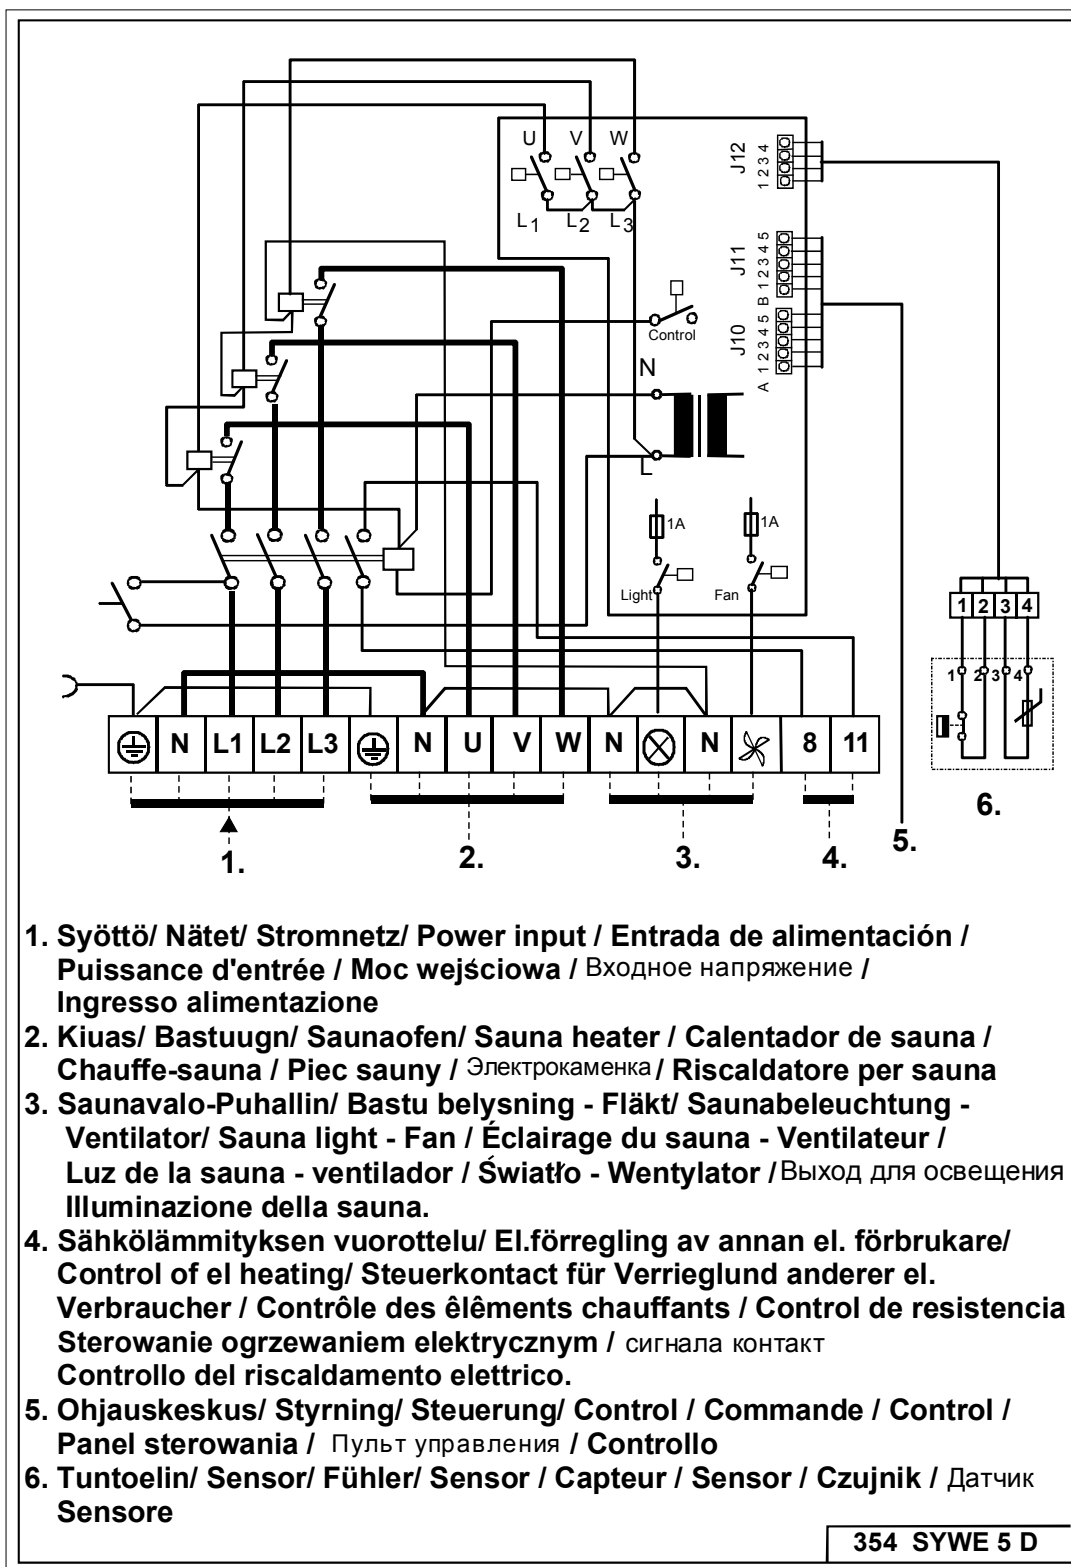 U V W
J12
1 2 3 4
L1 L2 L3
J11
B 1 2 3 4 5
J10
A 1 2 3 4 5
Control
N
L
1A 1A
Light Fan
1 2 3 4
1 2 3 4
N L1 L2 L3 N U V W N N 8 11
1. 2. 3. 4. 5. 6.
1. Syöttö/ Nätet/ Stromnetz/ Power input / Entrada de alimentación /
Puissance d'entrée / Moc wejściowa / Входное напряжение /
Ingresso alimentazione
2. Kiuas/ Bastuugn/ Saunaofen/ Sauna heater / Calentador de sauna /
Chauffe-sauna / Piec sauny / Электрокаменка / Riscaldatore per sauna
3. Saunavalo-Puhallin/ Bastu belysning - Fläkt/ Saunabeleuchtung -
Ventilator/ Sauna light - Fan / Éclairage du sauna - Ventilateur /
Luz de la sauna - ventilador / Światło - Wentylator / Выход для освещения
Illuminazione della sauna.
4. Sähkölämmityksen vuorottelu/ El.förregling av annan el. förbrukare/
Control of el heating/ Steuerkontact für Verrieglund anderer el.
Verbraucher / Contrôle des êlêments chauffants / Control de resistencia
Sterowanie ogrzewaniem elektrycznym / сигнала контакт
Controllo del riscaldamento elettrico.
5. Ohjauskeskus/ Styrning/ Steuerung/ Control / Commande / Control /
Panel sterowania / Пульт управления / Controllo
6. Tuntoelin/ Sensor/ Fühler/ Sensor / Capteur / Sensor / Czujnik / Датчик
Sensore
354 SYWE 5 D